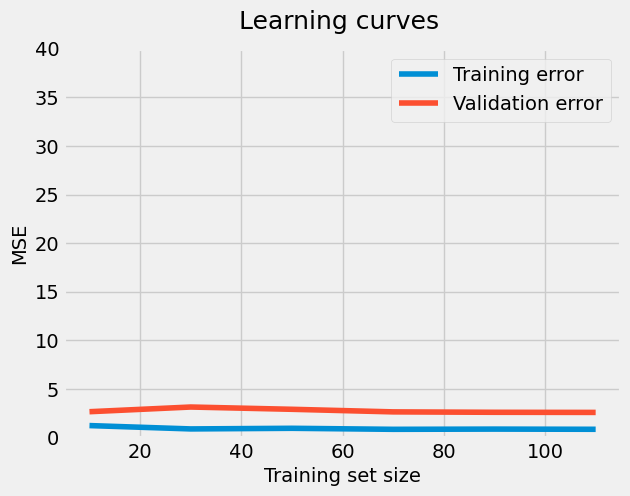 Learning curves
Training error
Validation error
40
35
30
25
20
15
10
5
0
MSE
20 40 60 80 100
Training set size